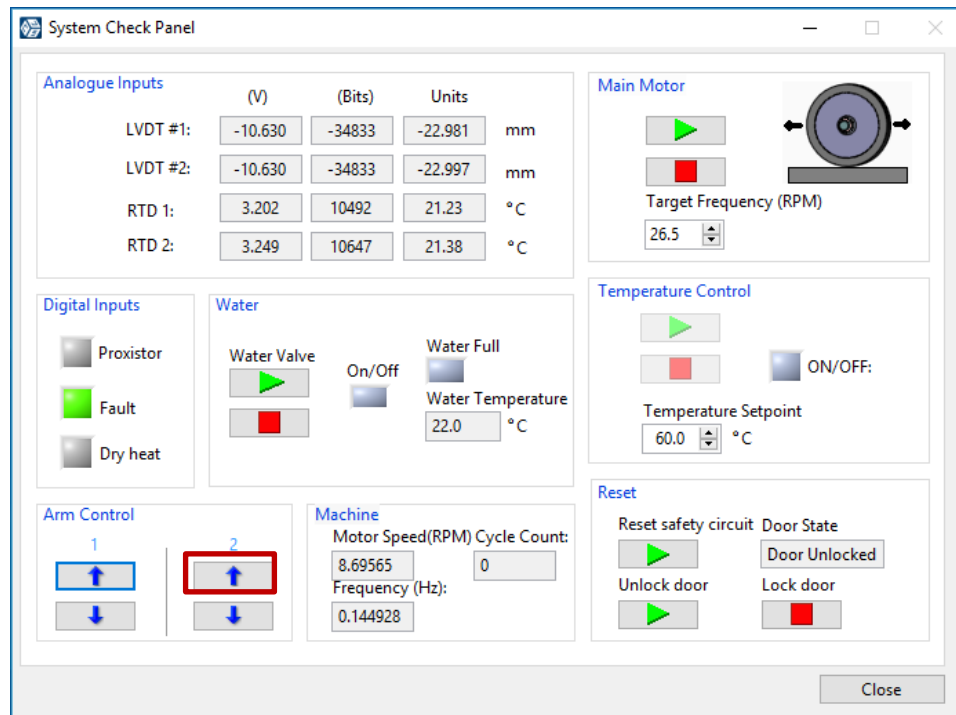 System Check Panel
Analogue Inputs
(V) (Bits) Units
LVDT #1: -10.630 -34833 -22.981 mm
LVDT #2: -10.630 -34833 -22.997 mm
RTD 1: 3.202 10492 21.23 °C
RTD 2: 3.249 10647 21.38 °C
Main Motor
Target Frequency (RPM)
26.5
Digital Inputs
Proxistor
Fault
Dry heat
Water
Water Valve
On/Off
Water Full
Water Temperature
22.0 °C
Temperature Control
ON/OFF:
Temperature Setpoint
60.0 °C
Arm Control
1 2
Machine
Motor Speed(RPM) Cycle Count:
8.69565 0
Frequency (Hz):
0.144928
Reset
Reset safety circuit Door State
Door Unlocked
Unlock door Lock door
Close